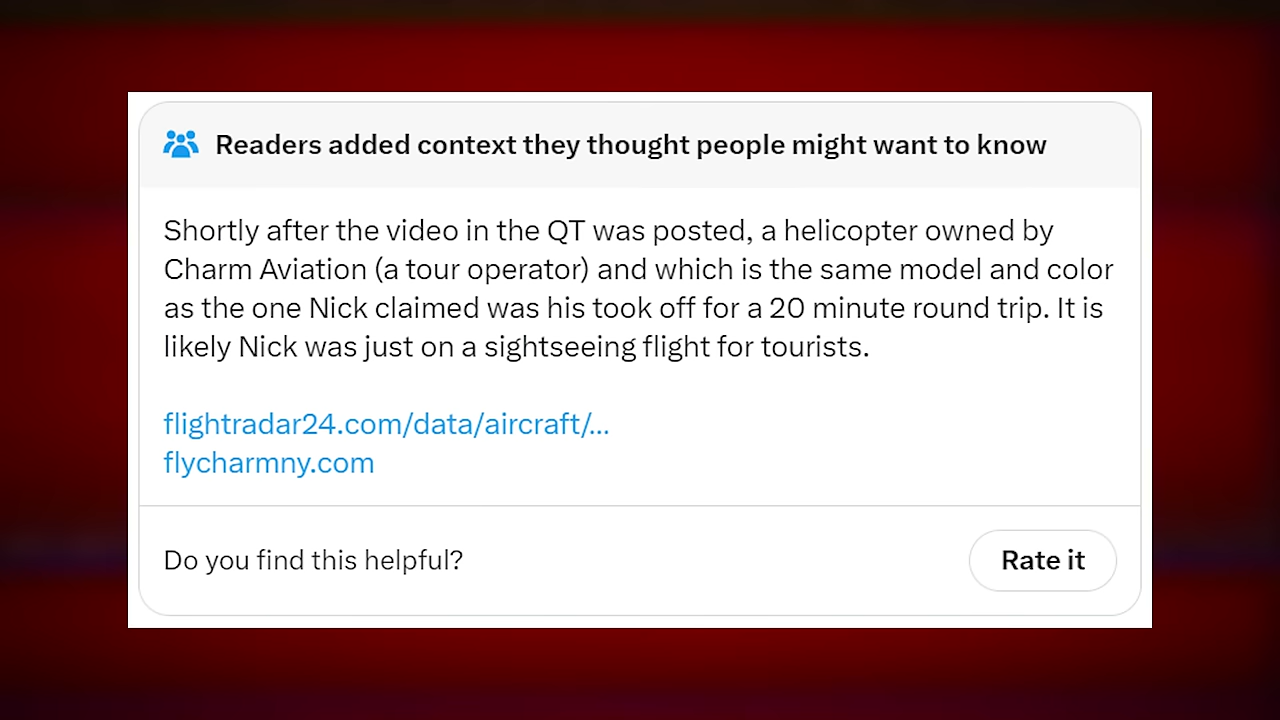 Readers added context they thought people might want to know
Shortly after the video in the QT was posted, a helicopter owned by
Charm Aviation (a tour operator) and which is the same model and color
as the one Nick claimed was his took off for a 20 minute round trip. It is
likely Nick was just on a sightseeing flight for tourists.
flightradar24.com/data/aircraft/...
flycharmny.com
Do you find this helpful?
Rate it